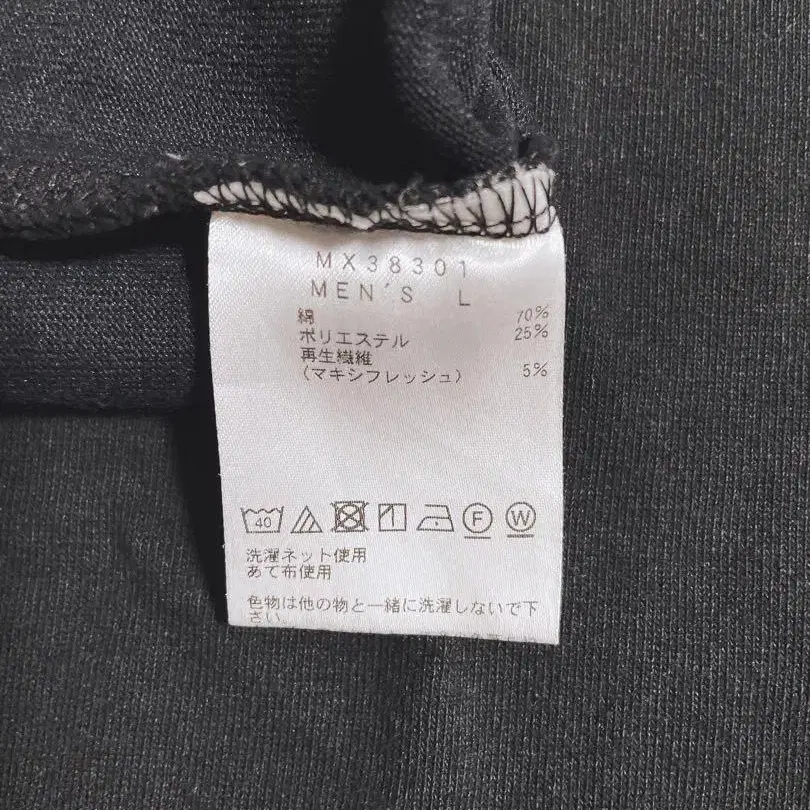 MX38301
MEN'S L
綿 70%
ポリエステル 25%
再生繊維
(マキシフレッシュ) 5%
40 F W
洗濯ネット使用
あて布使用
色物は他の物と一緒に洗濯しないで下
さい